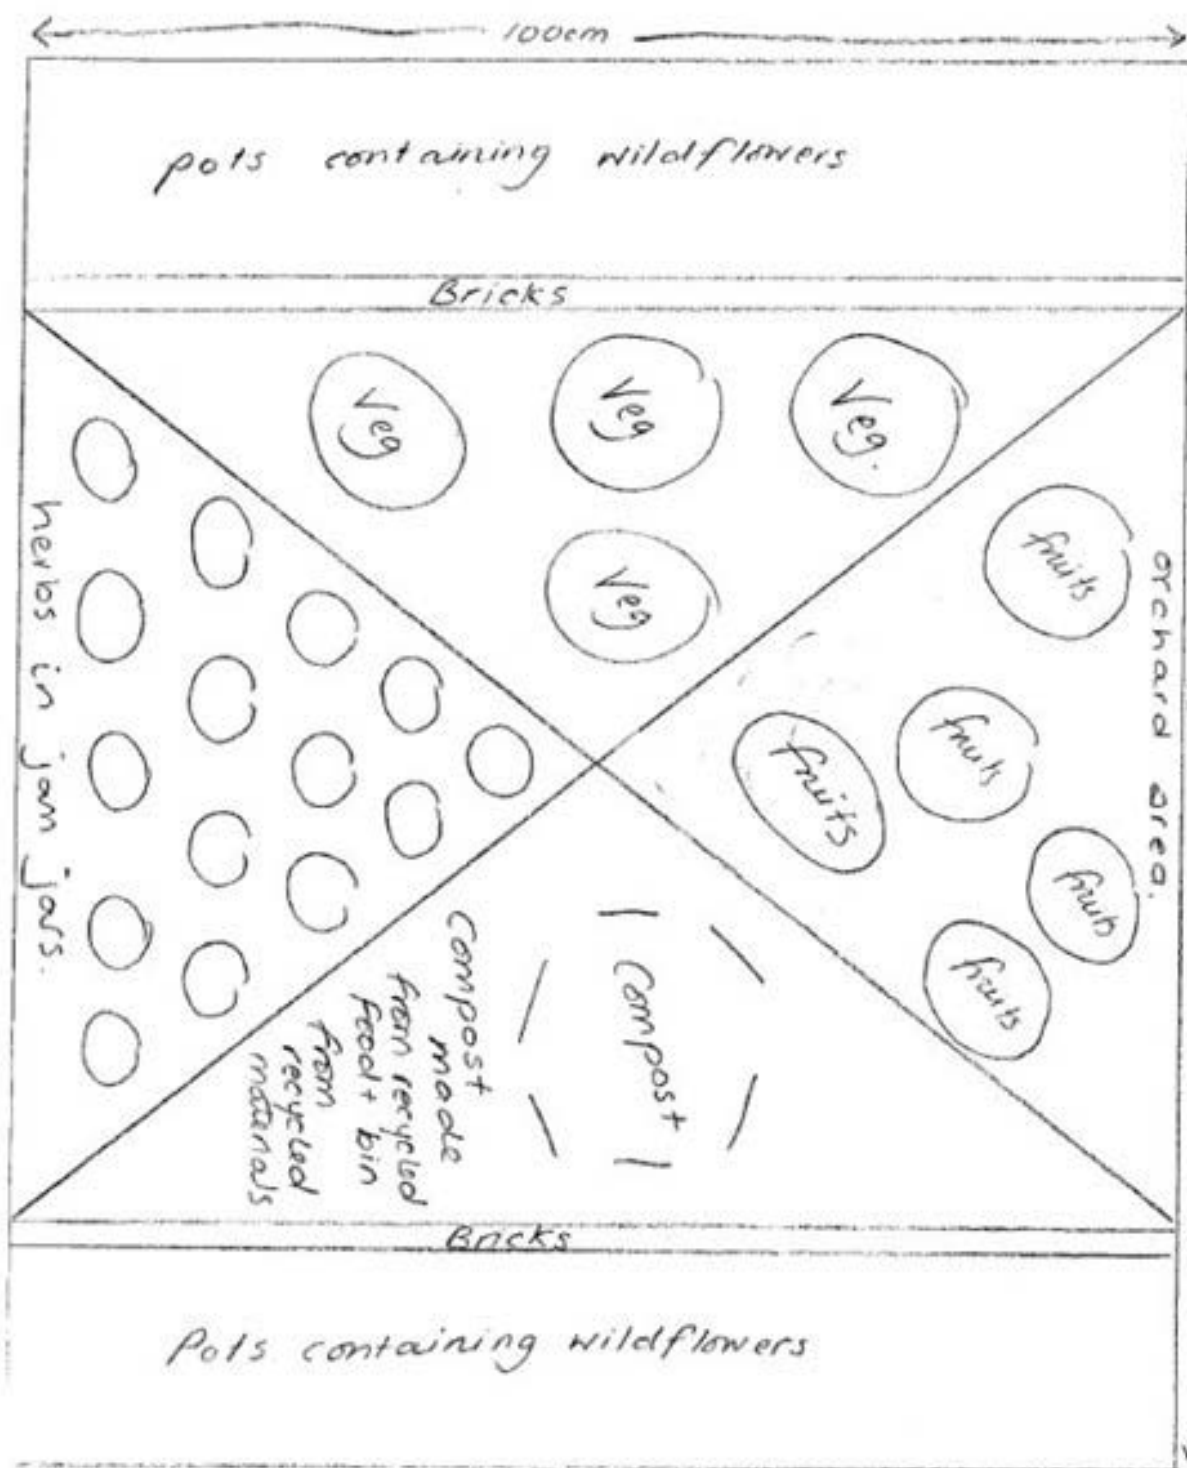 100cm
pots containing wildflowers
Bricks
Veg
Veg
Veg.
Veg
herbs in jam jars.
orchard area.
fruits
fruits
fruits
fruits
fruits
Compost
Compost
made
from recycled
food + bin
from
recycled
materials
Bricks
Pots containing wildflowers